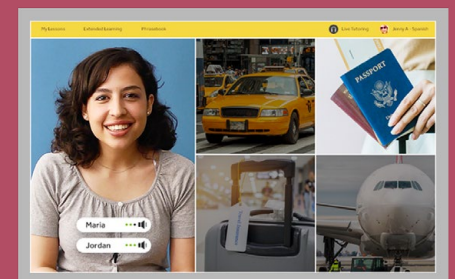 My Lessons
Extended Learning
Phrasebook
Live Tutoring
Jenny A - Spanish
Maria
Jordan
PASSPORT